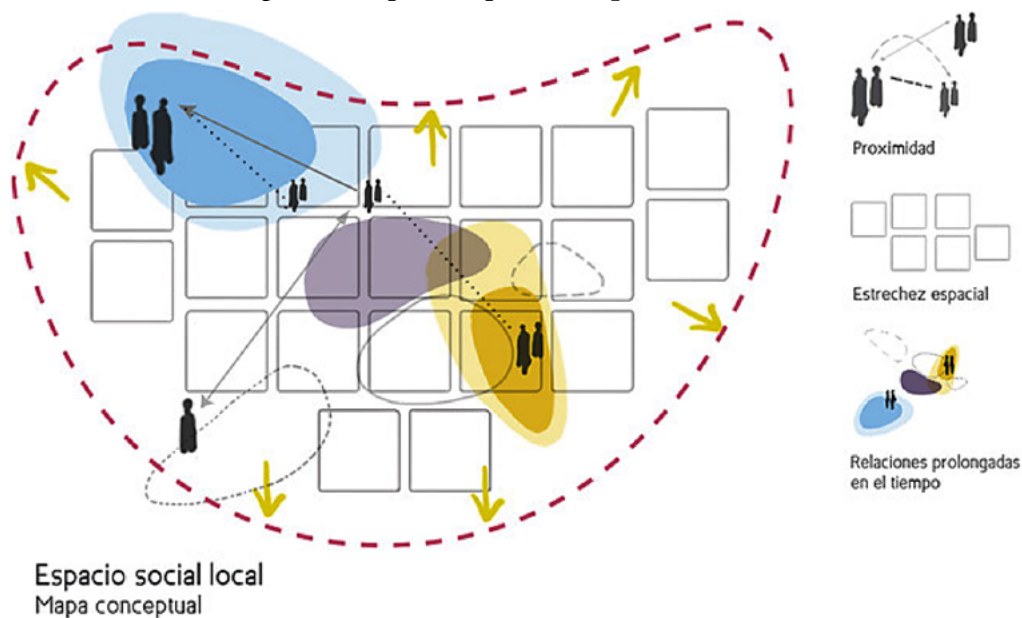 Proximidad
Estrechez espacial
Relaciones prolongadas
en el tiempo
Espacio social local
Mapa conceptual